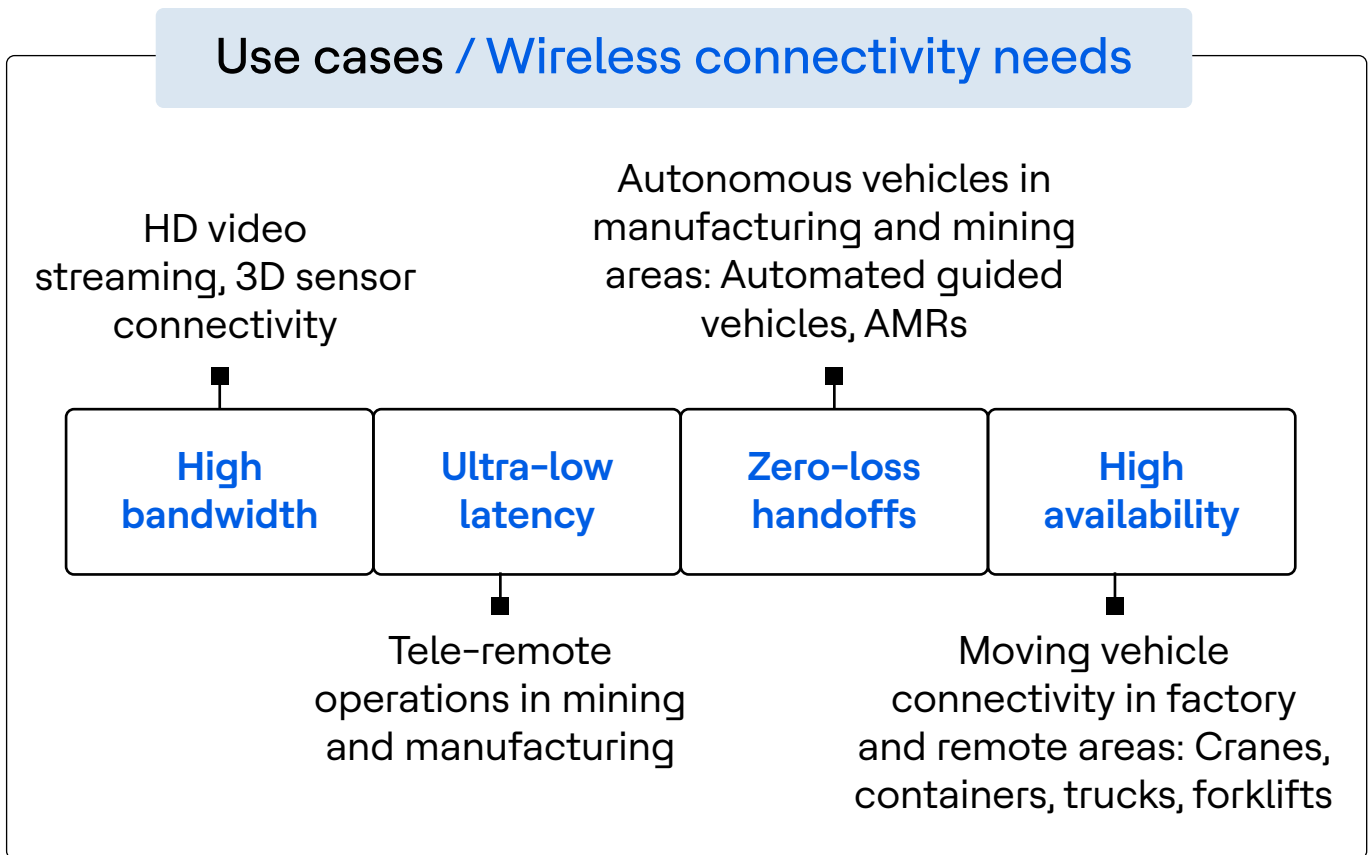 Use cases / Wireless connectivity needs
HD video
streaming, 3D sensor
connectivity
Autonomous vehicles in
manufacturing and mining
areas: Automated guided
vehicles, AMRs
High
bandwidth
Ultra-low
latency
Zero-loss
handoffs
High
availability
Tele-remote
operations in mining
and manufacturing
Moving vehicle
connectivity in factory
and remote areas: Cranes,
containers, trucks, forklifts